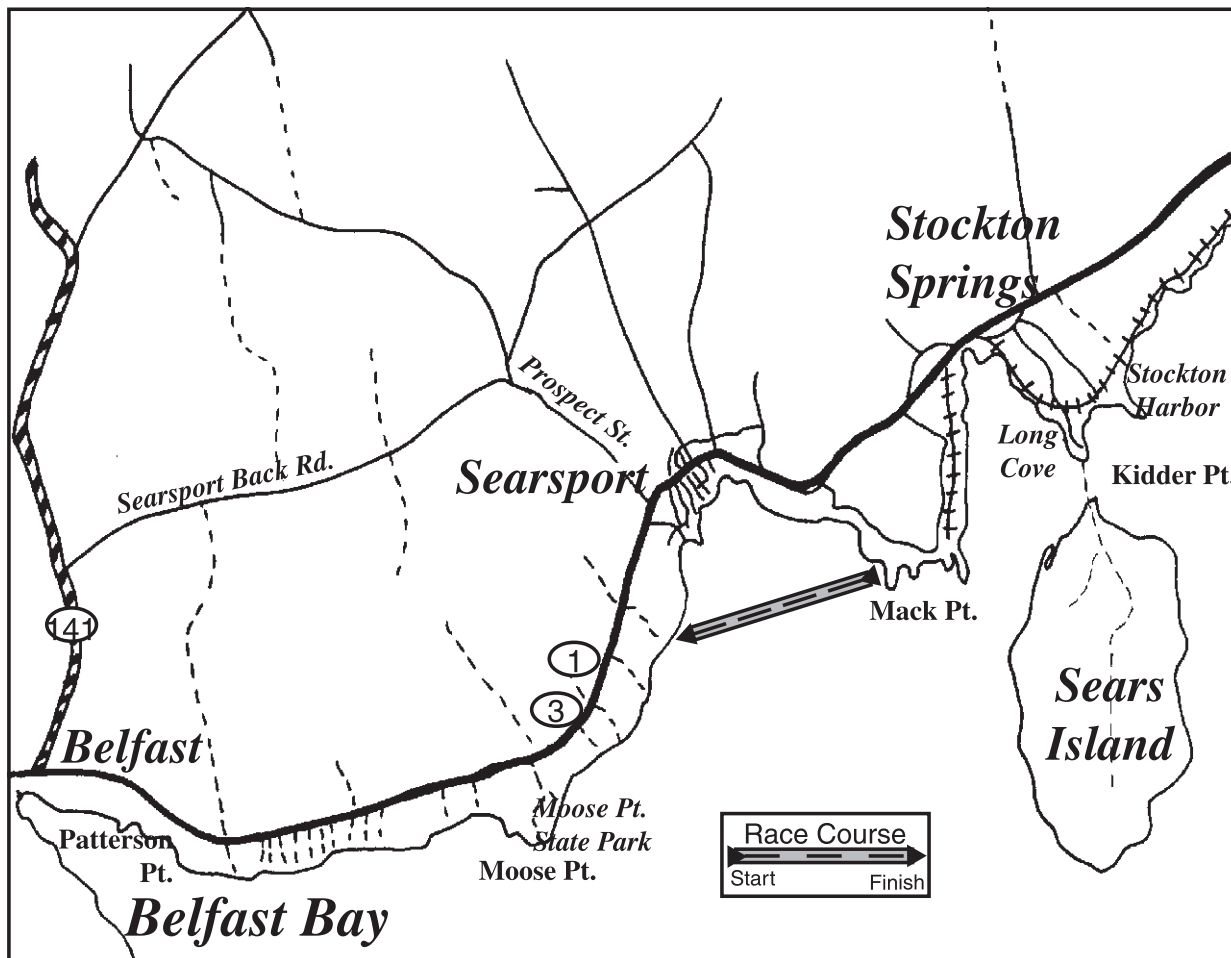 Stockton
Springs
Prospect St.
Stockton
Harbor
Long
Cove
Searsport
Kidder Pt.
Searsport Back Rd.
Mack Pt.
141
1
3
Sears
Island
Belfast
Moose Pt.
State Park
Patterson
Pt.
Moose Pt.
Race Course
Start
Finish
Belfast Bay